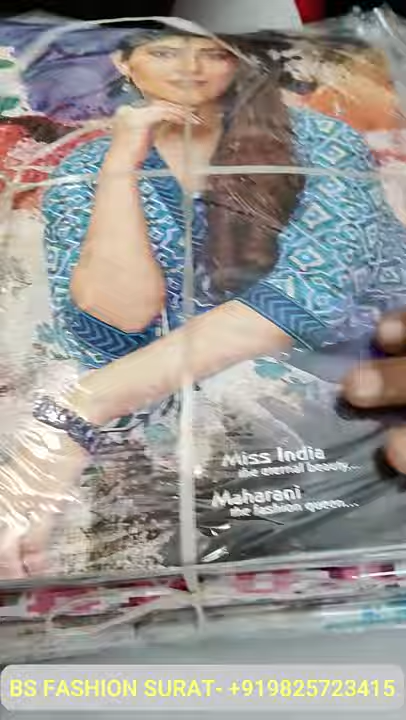 Miss India
the eternal beauty...
Maharani
the fashion queen...
BS FASHION SURAT- +919825723415